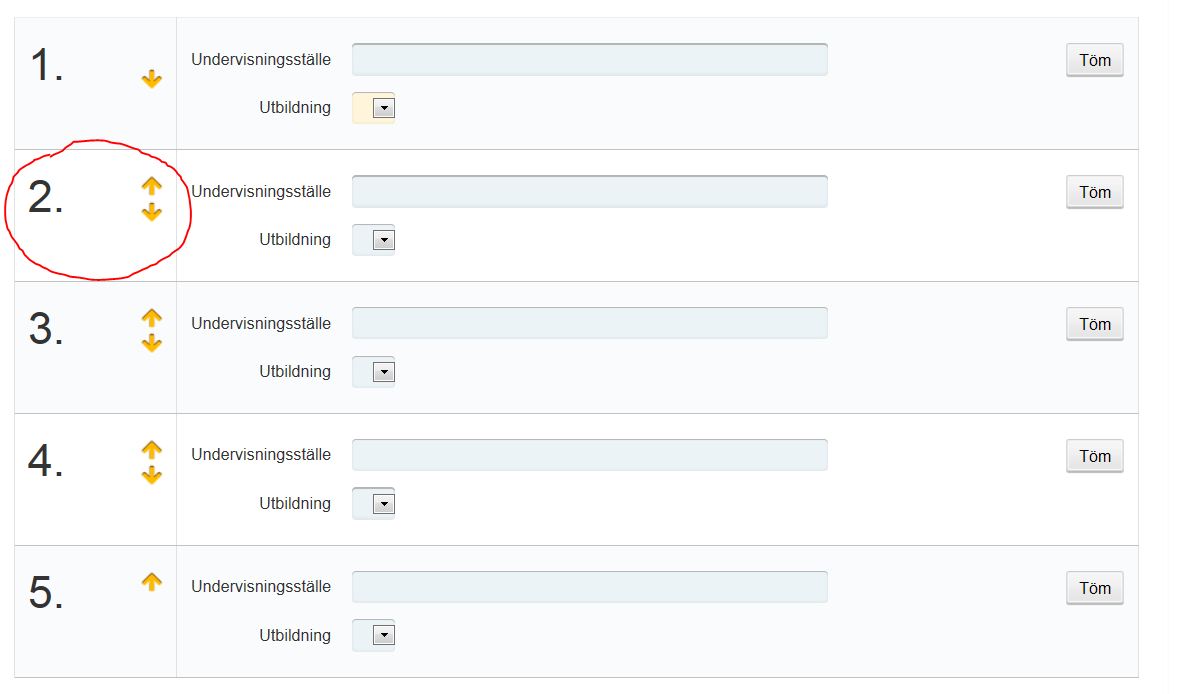 1.
Undervisningsställe
Töm
Utbildning
2.
Undervisningsställe
Töm
Utbildning
3.
Undervisningsställe
Töm
Utbildning
4.
Undervisningsställe
Töm
Utbildning
5.
Undervisningsställe
Töm
Utbildning